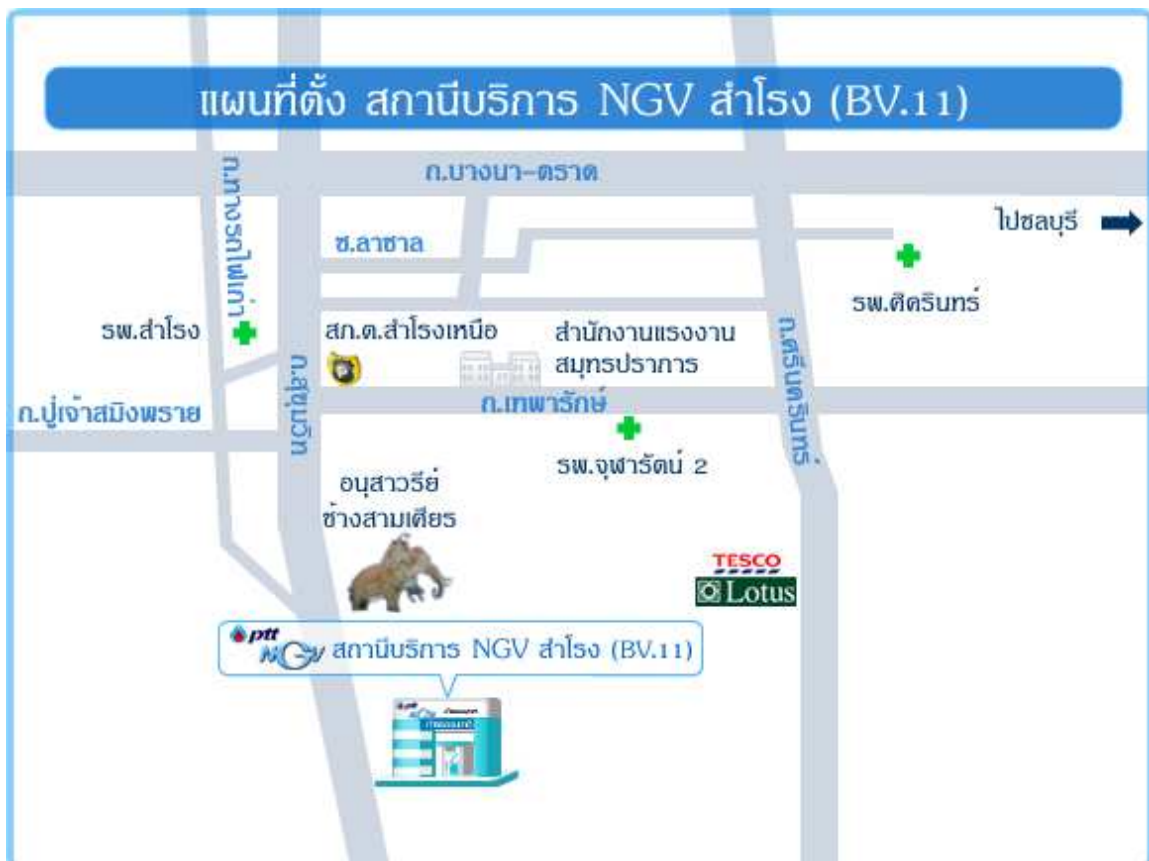 แผนที่ตั้ง สถานีบริการ NGV สำโรง (BV.11)
ถ.บางนา-ตราด
ถ.ทางรถไฟเก่า
ไปชลบุรี
ซ.ลาซาล
รพ.ศิครินทร์
รพ.สำโรง
สภ.ต.สำโรงเหนือ
สำนักงานแรงงาน
สมุทรปราการ
ถ.ศรีนครินทร์
ถ.สุขุมวิท
ถ.ปู่เจ้าสมิงพราย
ถ.เทพารักษ์
รพ.จุฬารัตน์ 2
อนุสาวรีย์
ช้างสามเศียร
TESCO
Lotus
ptt
NGV สถานีบริการ NGV สำโรง (BV.11)